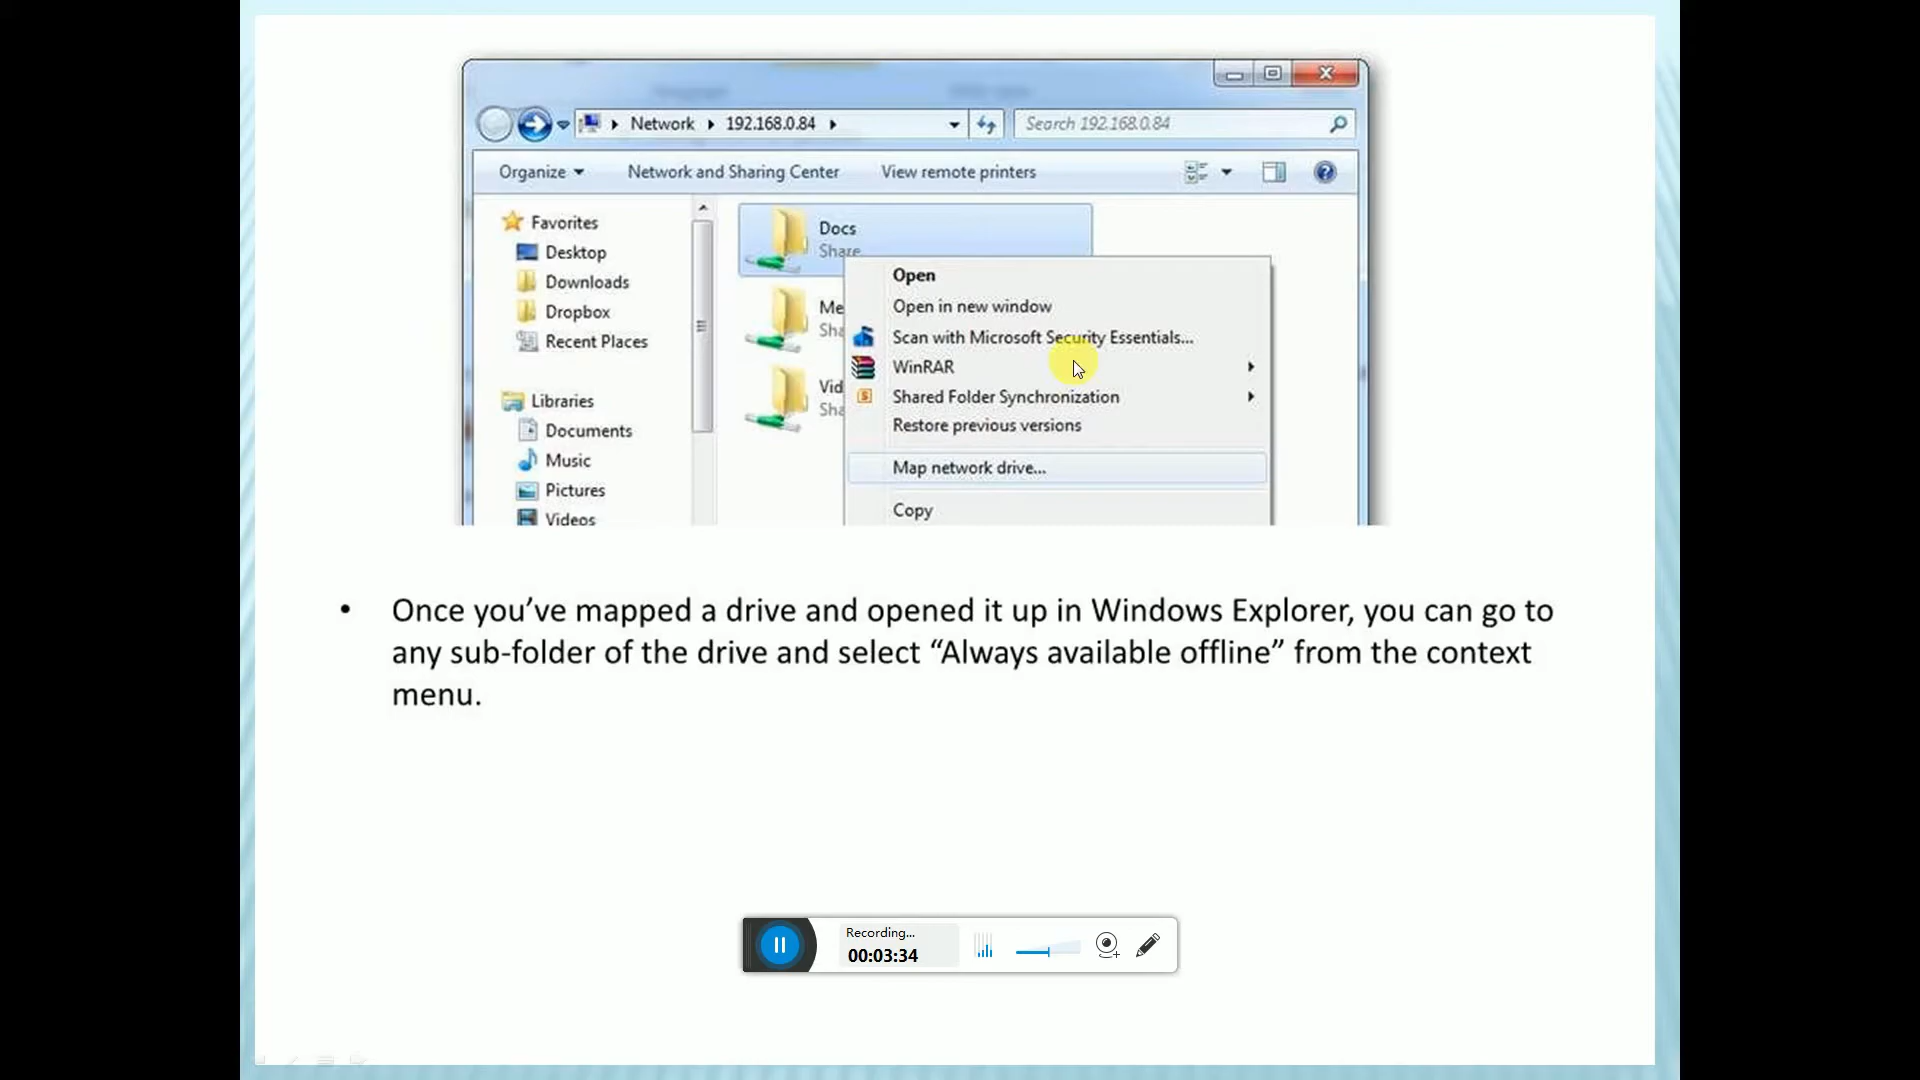 Network 192.168.0.84
Search 192.168.0.84
Organize
Network and Sharing Center
View remote printers
Favorites
Desktop
Downloads
Dropbox
Recent Places
Libraries
Documents
Music
Pictures
Videos
Docs
Share
Me
Sha
Vid
Sha
Open
Open in new window
Scan with Microsoft Security Essentials...
WinRAR
Shared Folder Synchronization
Restore previous versions
Map network drive...
Copy
• Once you’ve mapped a drive and opened it up in Windows Explorer, you can go to
any sub-folder of the drive and select “Always available offline” from the context
menu.
Recording...
00:03:34